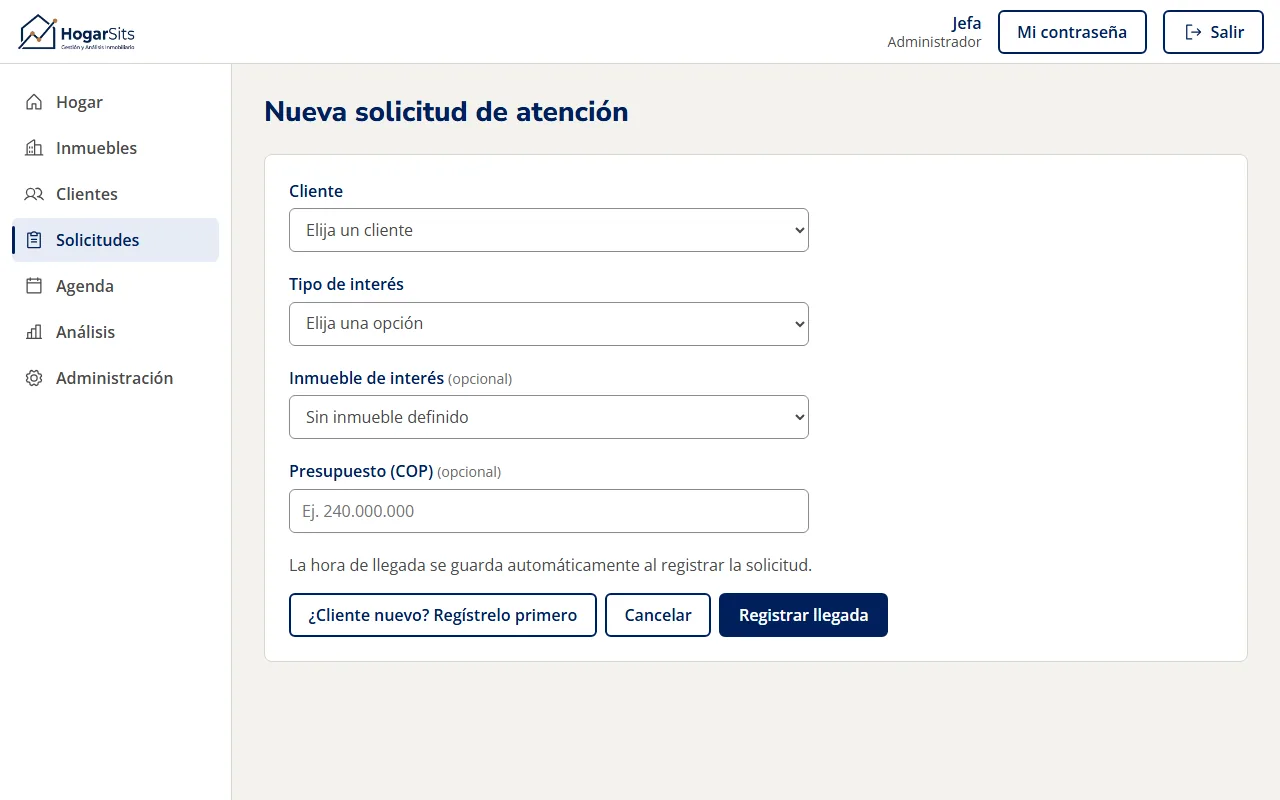 HogarSits
Gestión y Análisis Inmobiliario
Jefa
Administrador
Mi contraseña
Salir
Hogar
Inmuebles
Clientes
Solicitudes
Agenda
Análisis
Administración
Nueva solicitud de atención
Cliente
Elija un cliente
Tipo de interés
Elija una opción
Inmueble de interés (opcional)
Sin inmueble definido
Presupuesto (COP) (opcional)
Ej. 240.000.000
La hora de llegada se guarda automáticamente al registrar la solicitud.
¿Cliente nuevo? Regístrelo primero
Cancelar
Registrar llegada